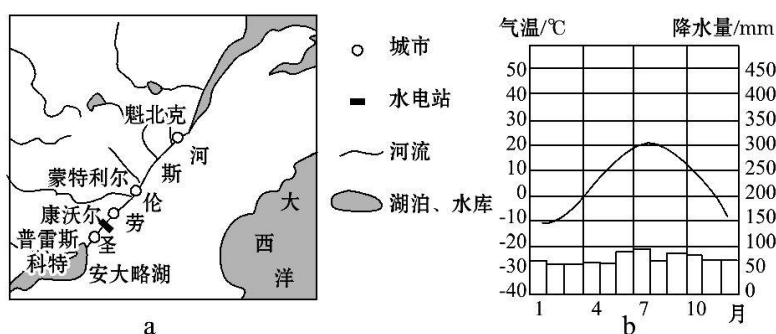 魁北克
河
斯
蒙特利尔
伦
康沃尔
劳
普雷斯
科特
圣
安大略湖
大
西
洋
a
城市
水电站
河流
湖泊、水库
气温/℃
降水量/mm
50
40
30
20
10
0
-10
-20
-30
-40
450
400
350
300
250
200
150
100
50
0
1
4
7
10
月
b